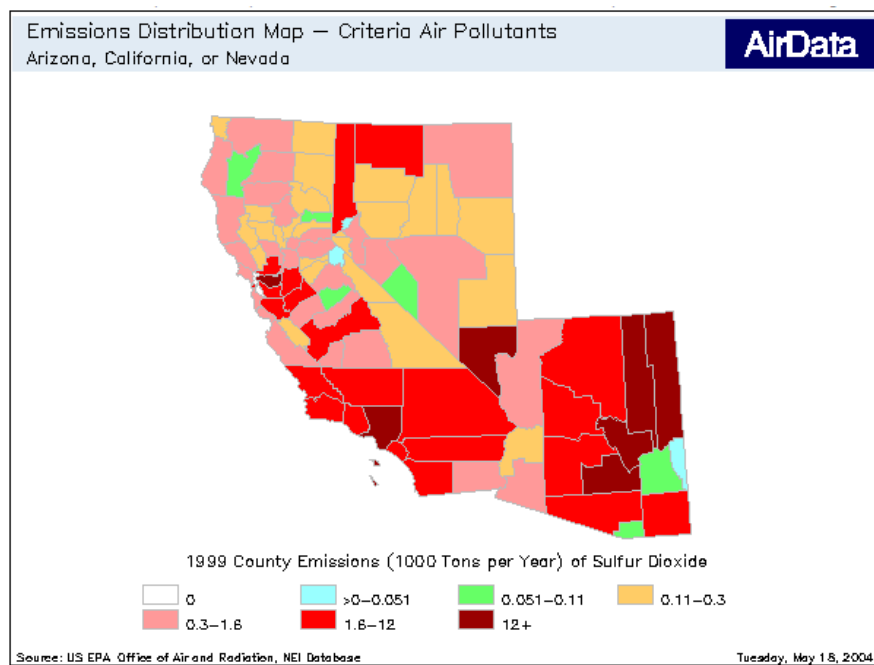 Emissions Distribution Map – Criteria Air Pollutants
Arizona, California, or Nevada
AirData
1999 County Emissions (1000 Tons per Year) of Sulfur Dioxide
0
>0-0.051
0.051-0.11
0.11-0.3
0.3-1.6
1.6-12
12+
Source: US EPA Office of Air and Radiation, NEI Database
Tuesday, May 18, 2004